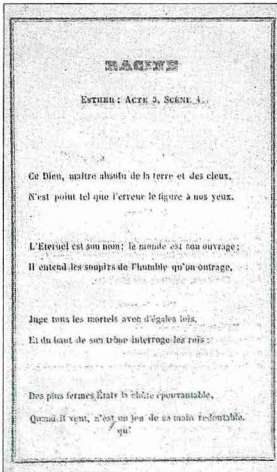 RACINE
ESTHER: ACTE 3, SCÈNE 4.
Ce Dieu, maître absolu de la terre et des cieux,
N'est point tel que l'erreur le figure à nos yeux.
L'Eternel est son nom; le monde est son ouvrage;
Il entend les soupirs de l'humble qu'on outrage,
Juge tous les mortels avec d'égales lois,
Et du haut de son trône interroge les rois:
Des plus fermes États la chûte épouvantable,
Quand il veut, n'est un jeu de sa main redoutable.
qu'